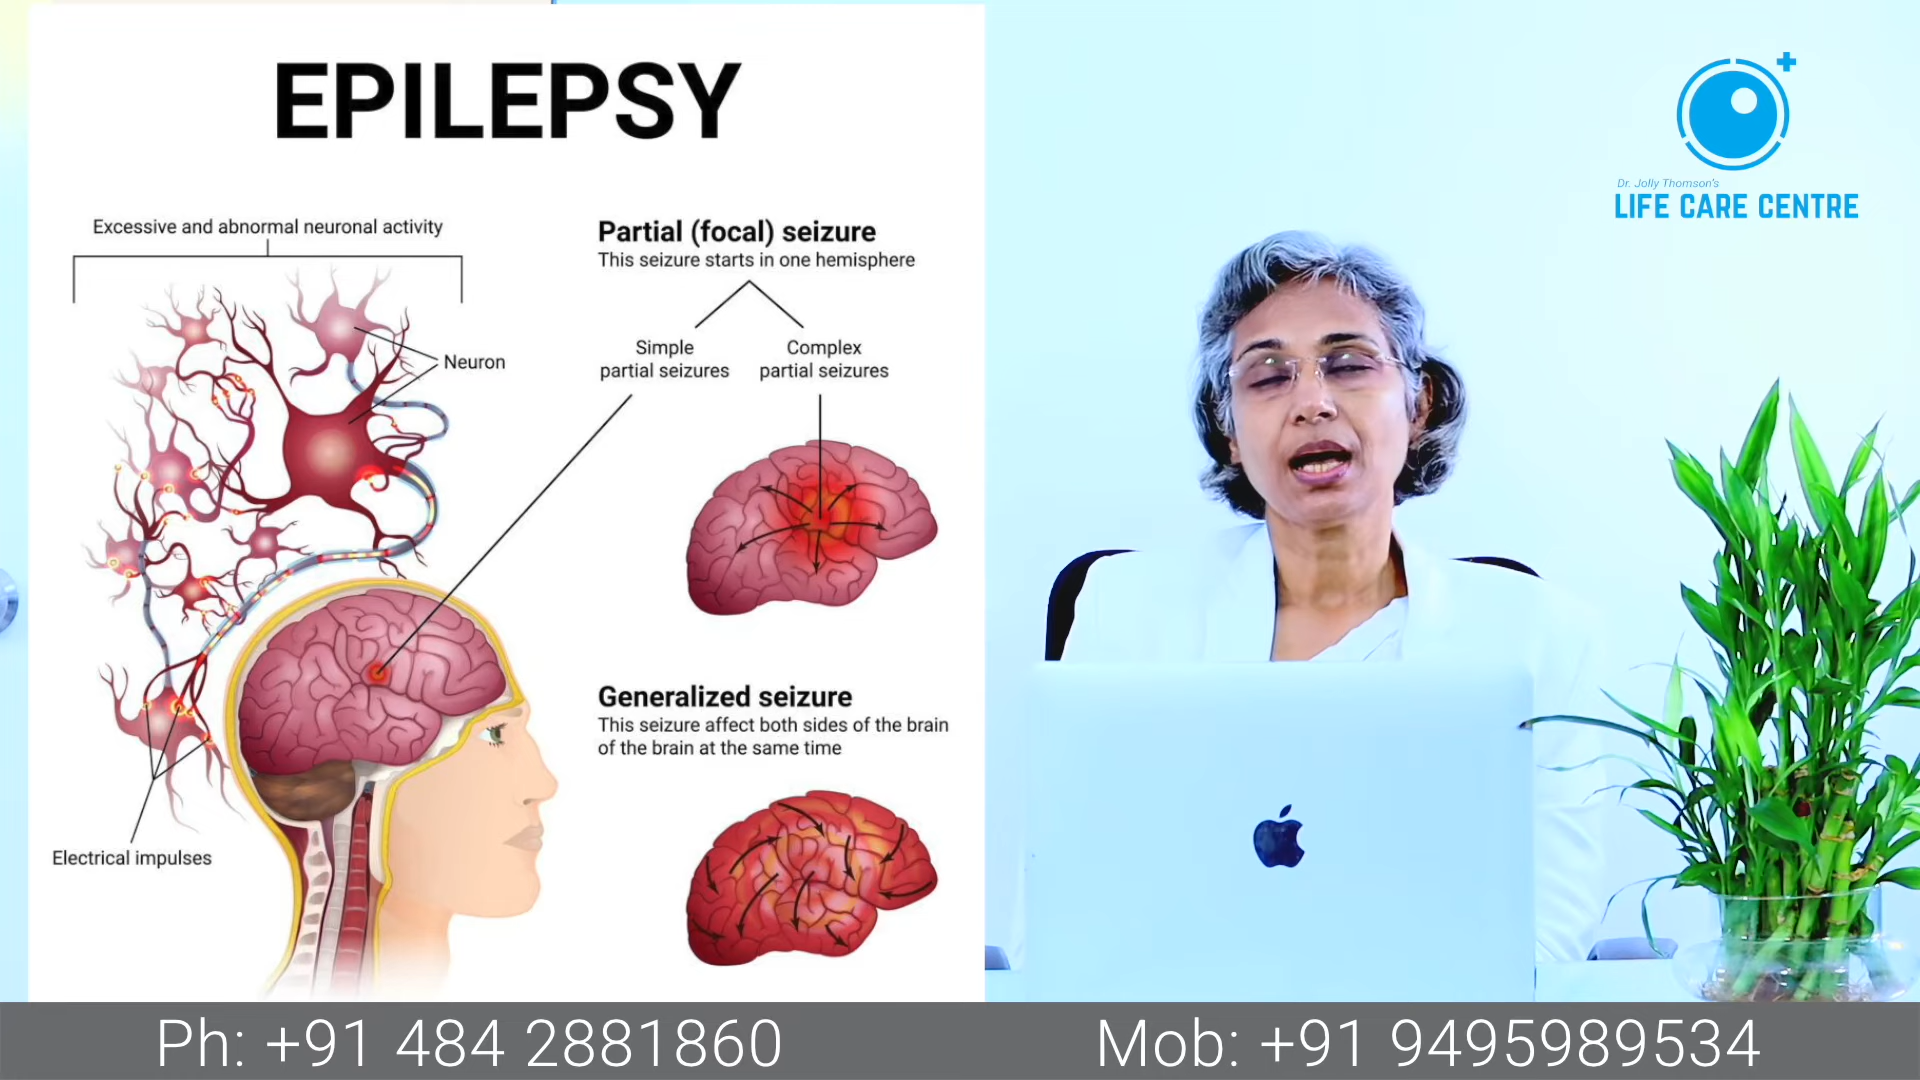 EPILEPSY
Excessive and abnormal neuronal activity
Neuron
Electrical impulses
Partial (focal) seizure
This seizure starts in one hemisphere
Simple
partial seizures
Complex
partial seizures
Generalized seizure
This seizure affect both sides of the brain
of the brain at the same time
Dr. Jolly Thomson's
LIFE CARE CENTRE
Ph: +91 484 2881860
Mob: +91 9495989534